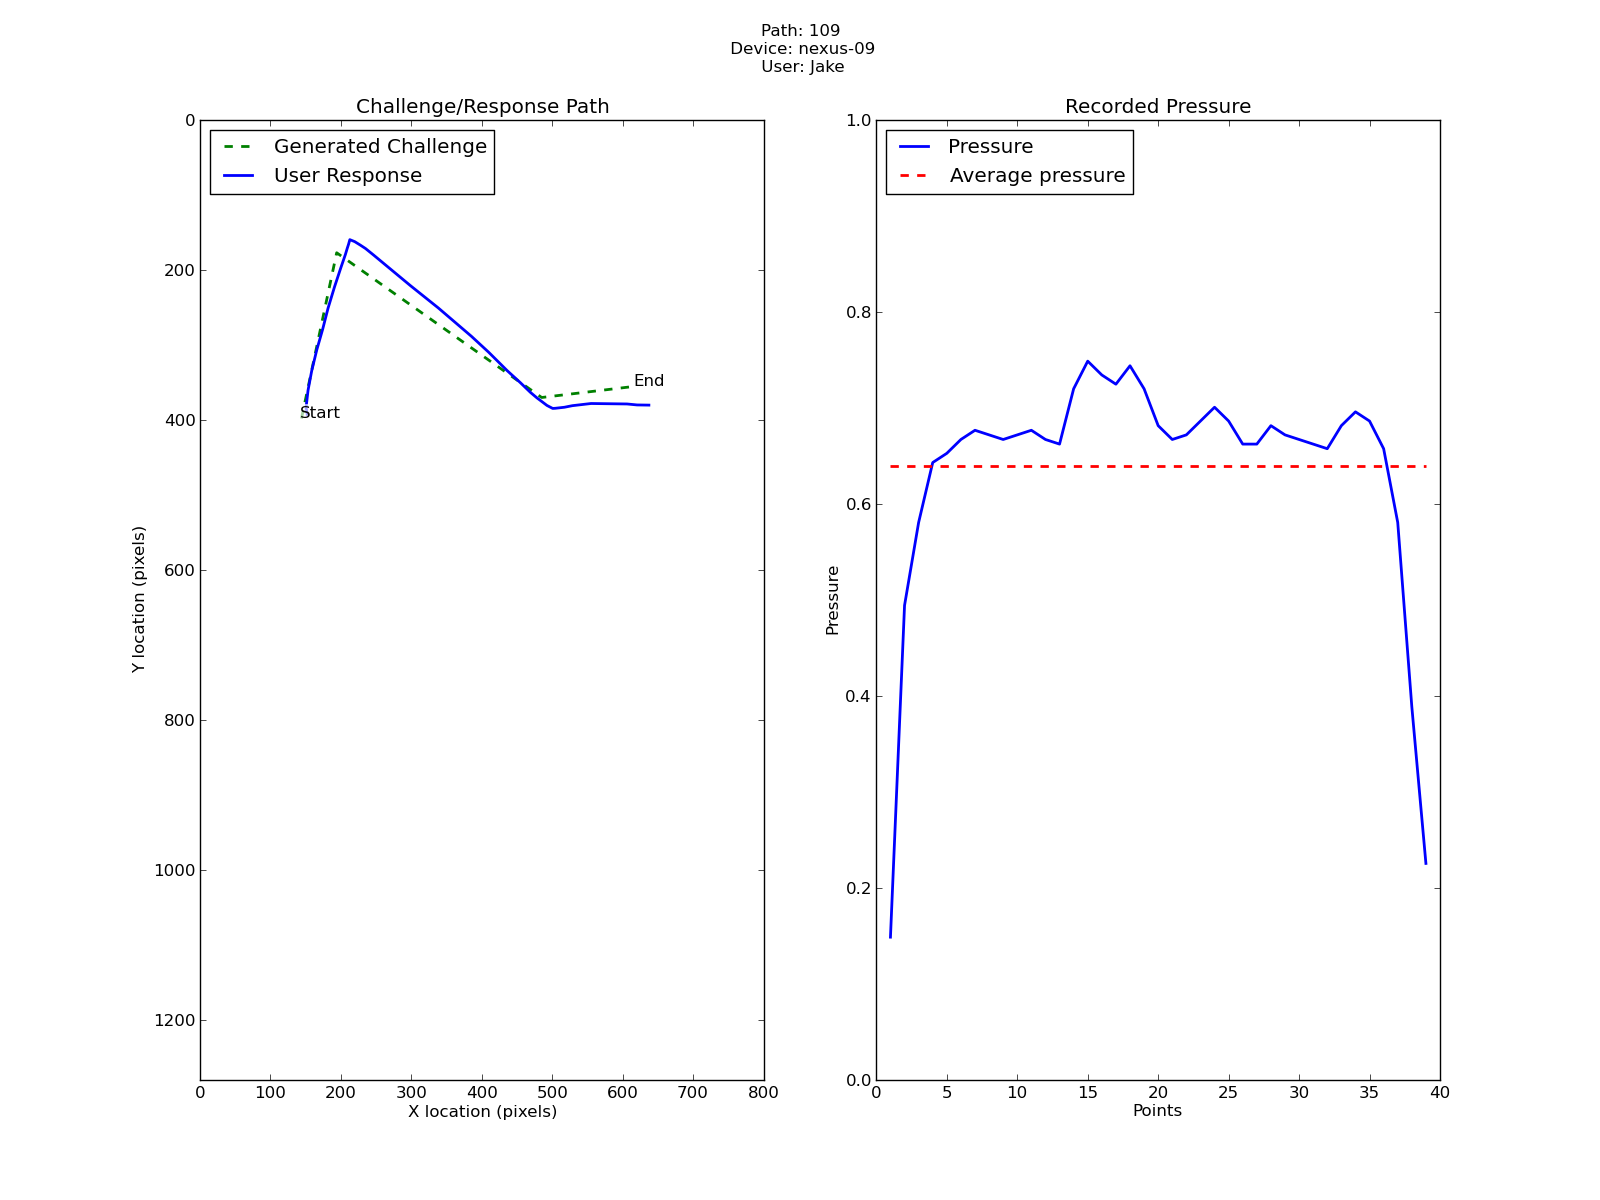 Path: 109
Device: nexus-09
User: Jake
Challenge/Response Path
Generated Challenge
User Response
Start
End
0
200
400
600
800
1000
1200
Y location (pixels)
0 100 200 300 400 500 600 700 800
X location (pixels)
Recorded Pressure
Pressure
Average pressure
1.0
0.8
0.6
0.4
0.2
0.0
Pressure
0 5 10 15 20 25 30 35 40
Points